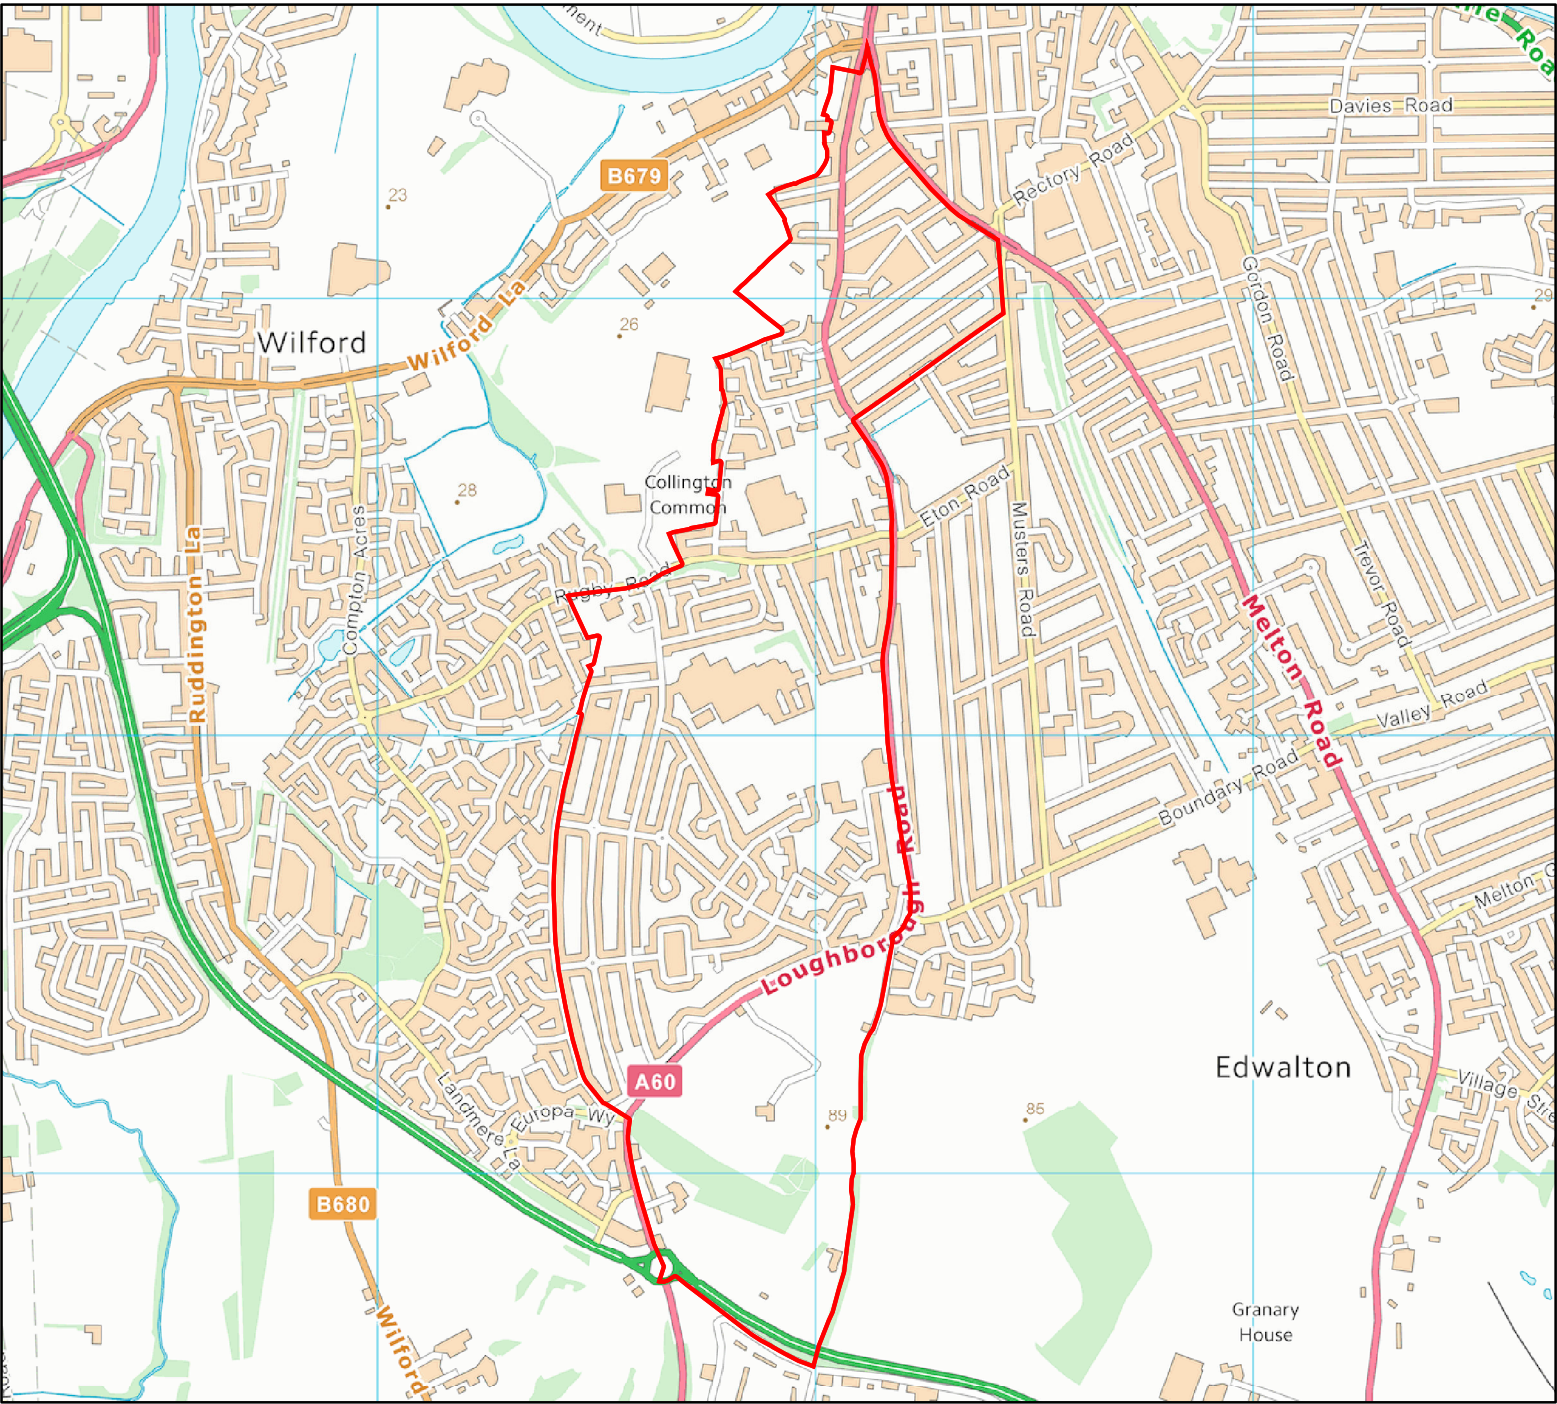 Davies Road
Rectory Road
B679
23
Gordon Road
29
Wilford La
Wilford
26
Collington
Common
28
Eton Road
Musters Road
Compton Acres
Ruddington La
Rugby Road
Trevor Road
Melton Road
Valley Road
Boundary Road
Melton G
Loughborough Road
Edwalton
A60
Village Stre
Landmere La
Europa Wy
89
85
B680
Wilford
Granary
House